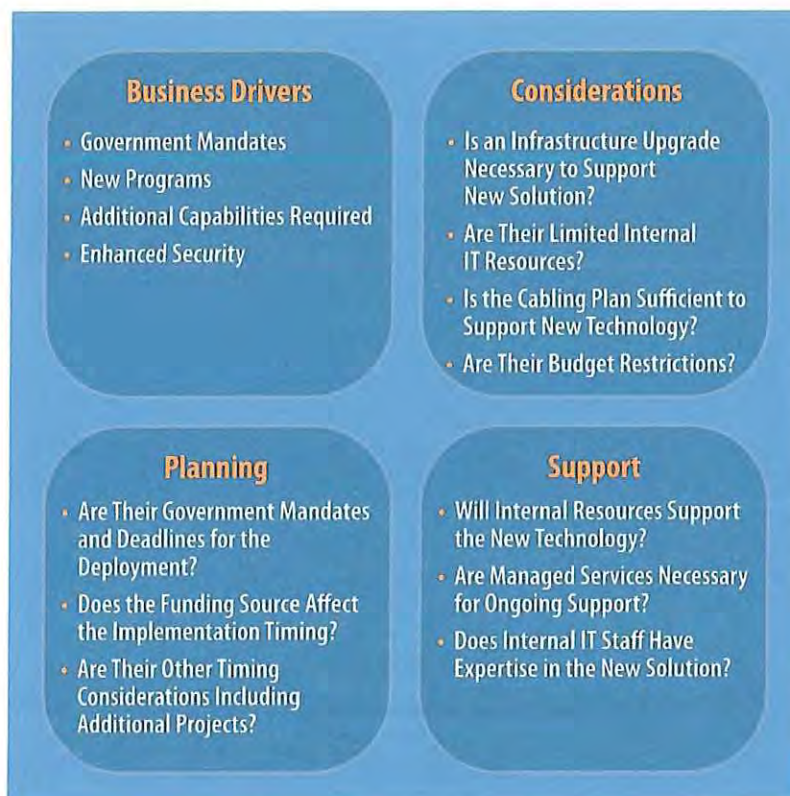 Business Drivers
• Government Mandates
• New Programs
• Additional Capabilities Required
• Enhanced Security
Considerations
• Is an Infrastructure Upgrade
Necessary to Support
New Solution?
• Are Their Limited Internal
IT Resources?
• Is the Cabling Plan Sufficient to
Support New Technology?
• Are Their Budget Restrictions?
Planning
• Are Their Government Mandates
and Deadlines for the
Deployment?
• Does the Funding Source Affect
the Implementation Timing?
• Are Their Other Timing
Considerations Including
Additional Projects?
Support
• Will Internal Resources Support
the New Technology?
• Are Managed Services Necessary
for Ongoing Support?
• Does Internal IT Staff Have
Expertise in the New Solution?